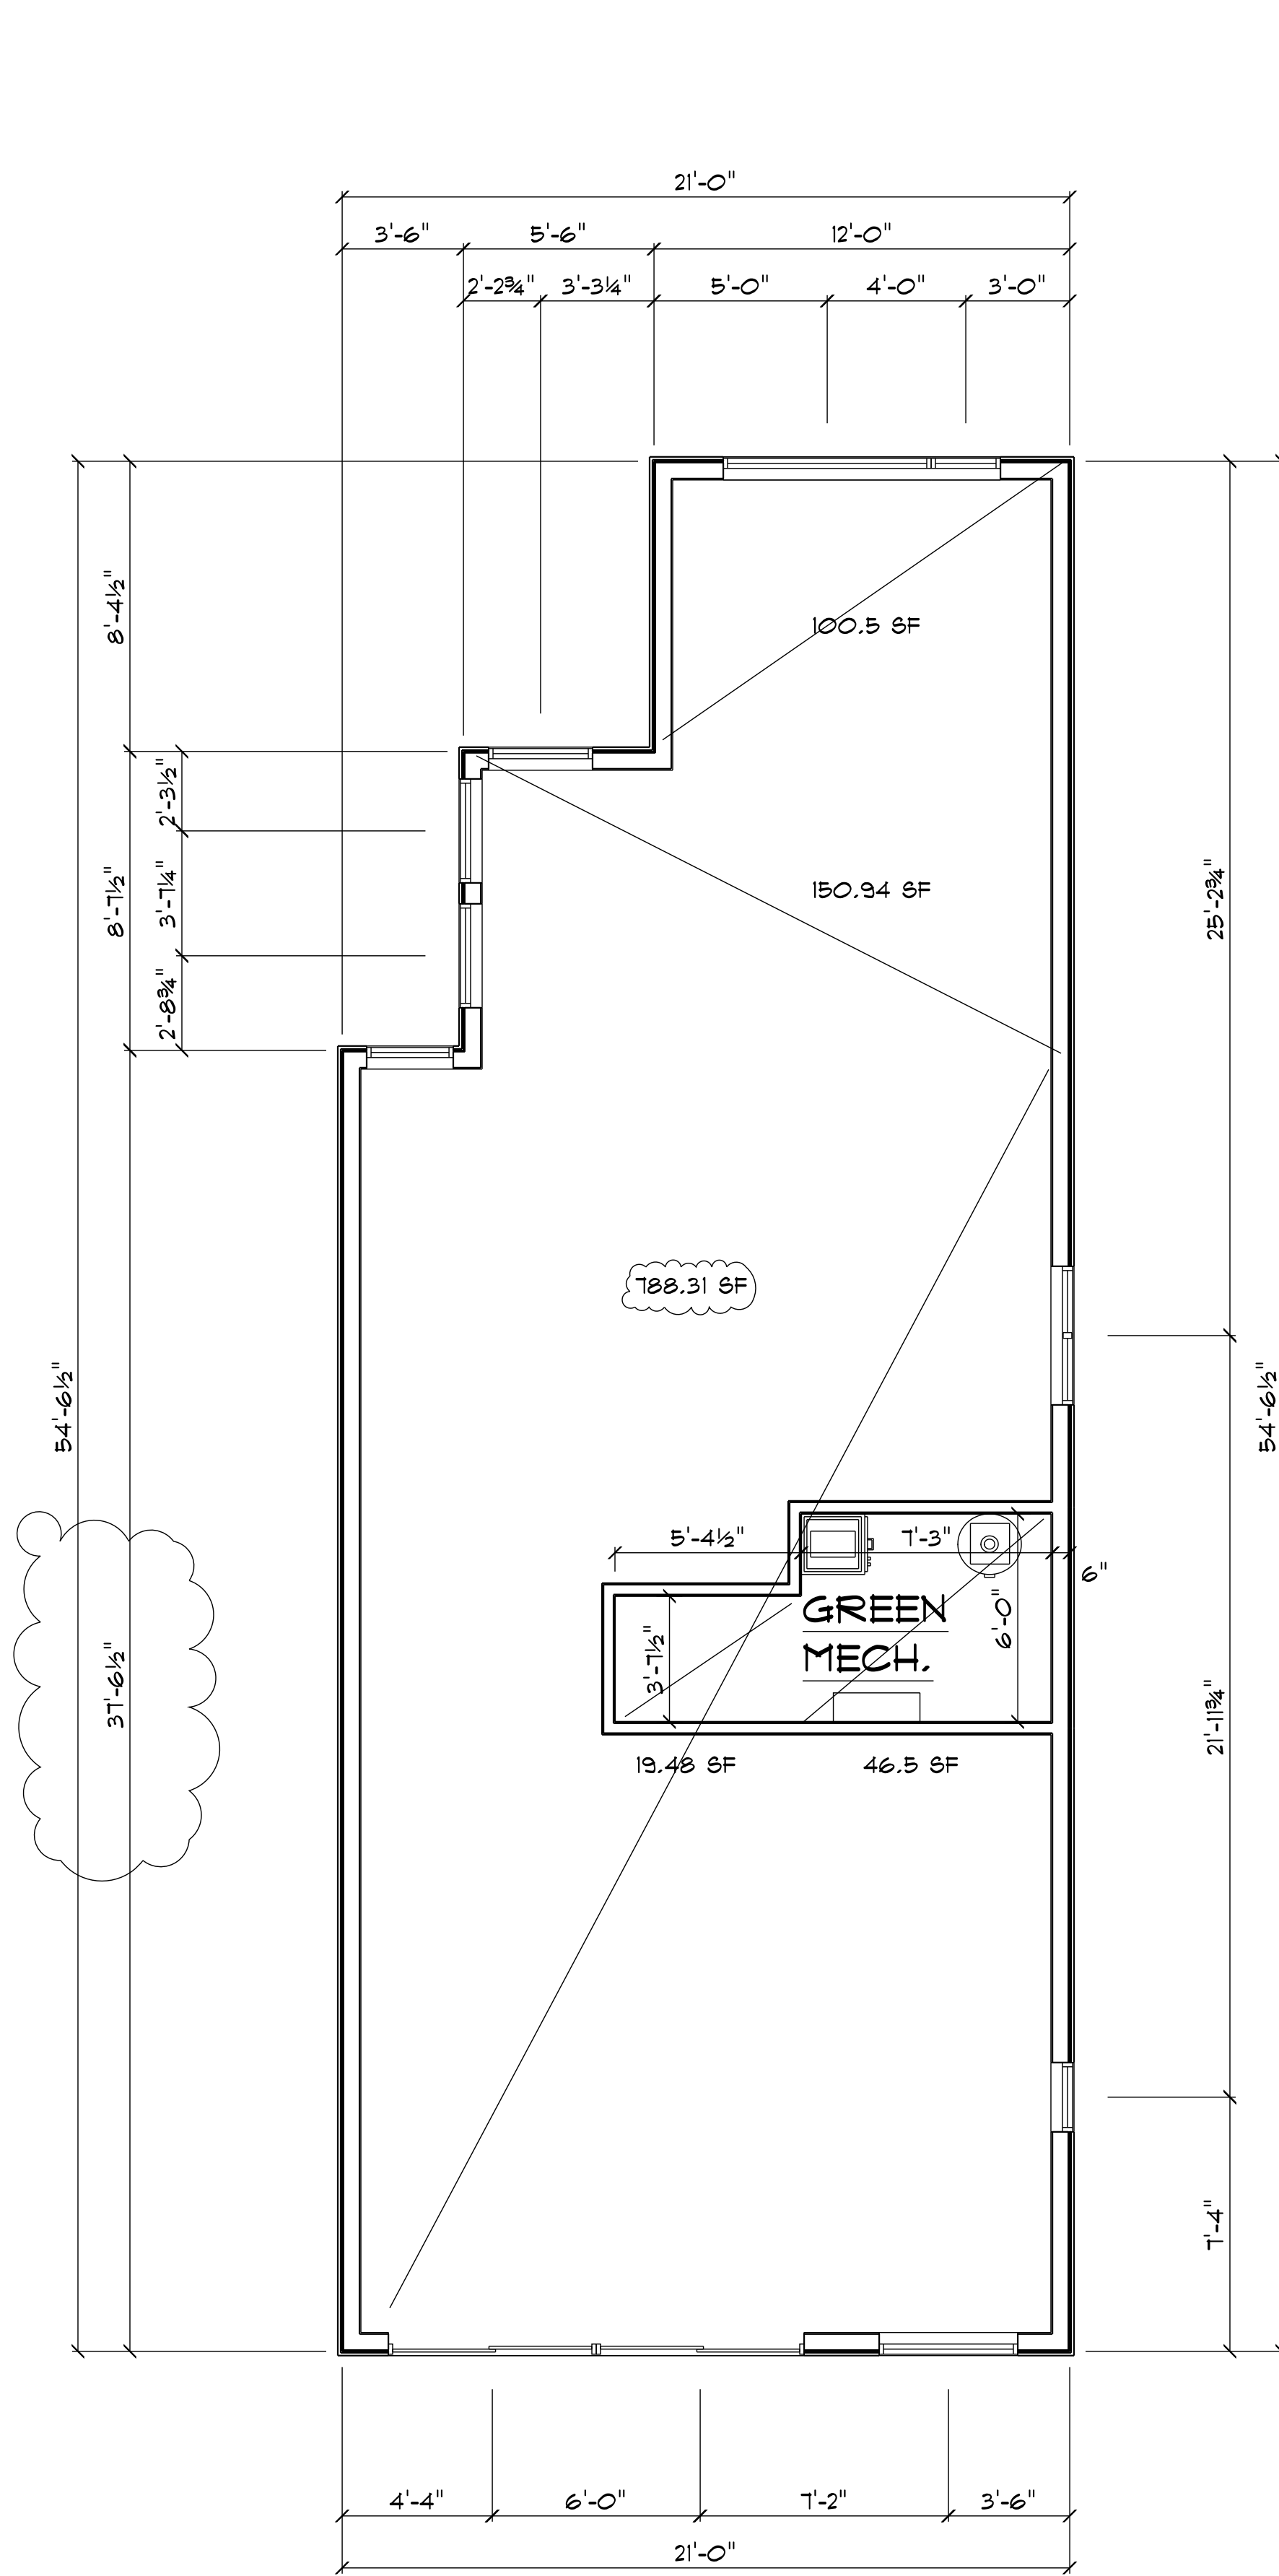 21'-0"
3'-6" 5'-6" 12'-0"
2'-2¾" 3'-3¼" 5'-0" 4'-0" 3'-0"
8'-4½"
100.5 SF
2'-3½"
8'-7½"
3'-7¼"
150.94 SF
25'-2¾"
2'-8¾"
788.31 SF
54'-6½"
54'-6½"
5'-4½" 7'-3"
6"
GREEN
6'-0"
MECH.
3'-7½"
37'-6½"
21'-11¾"
19.48 SF 46.5 SF
7'-4"
4'-4" 6'-0" 7'-2" 3'-6"
21'-0"